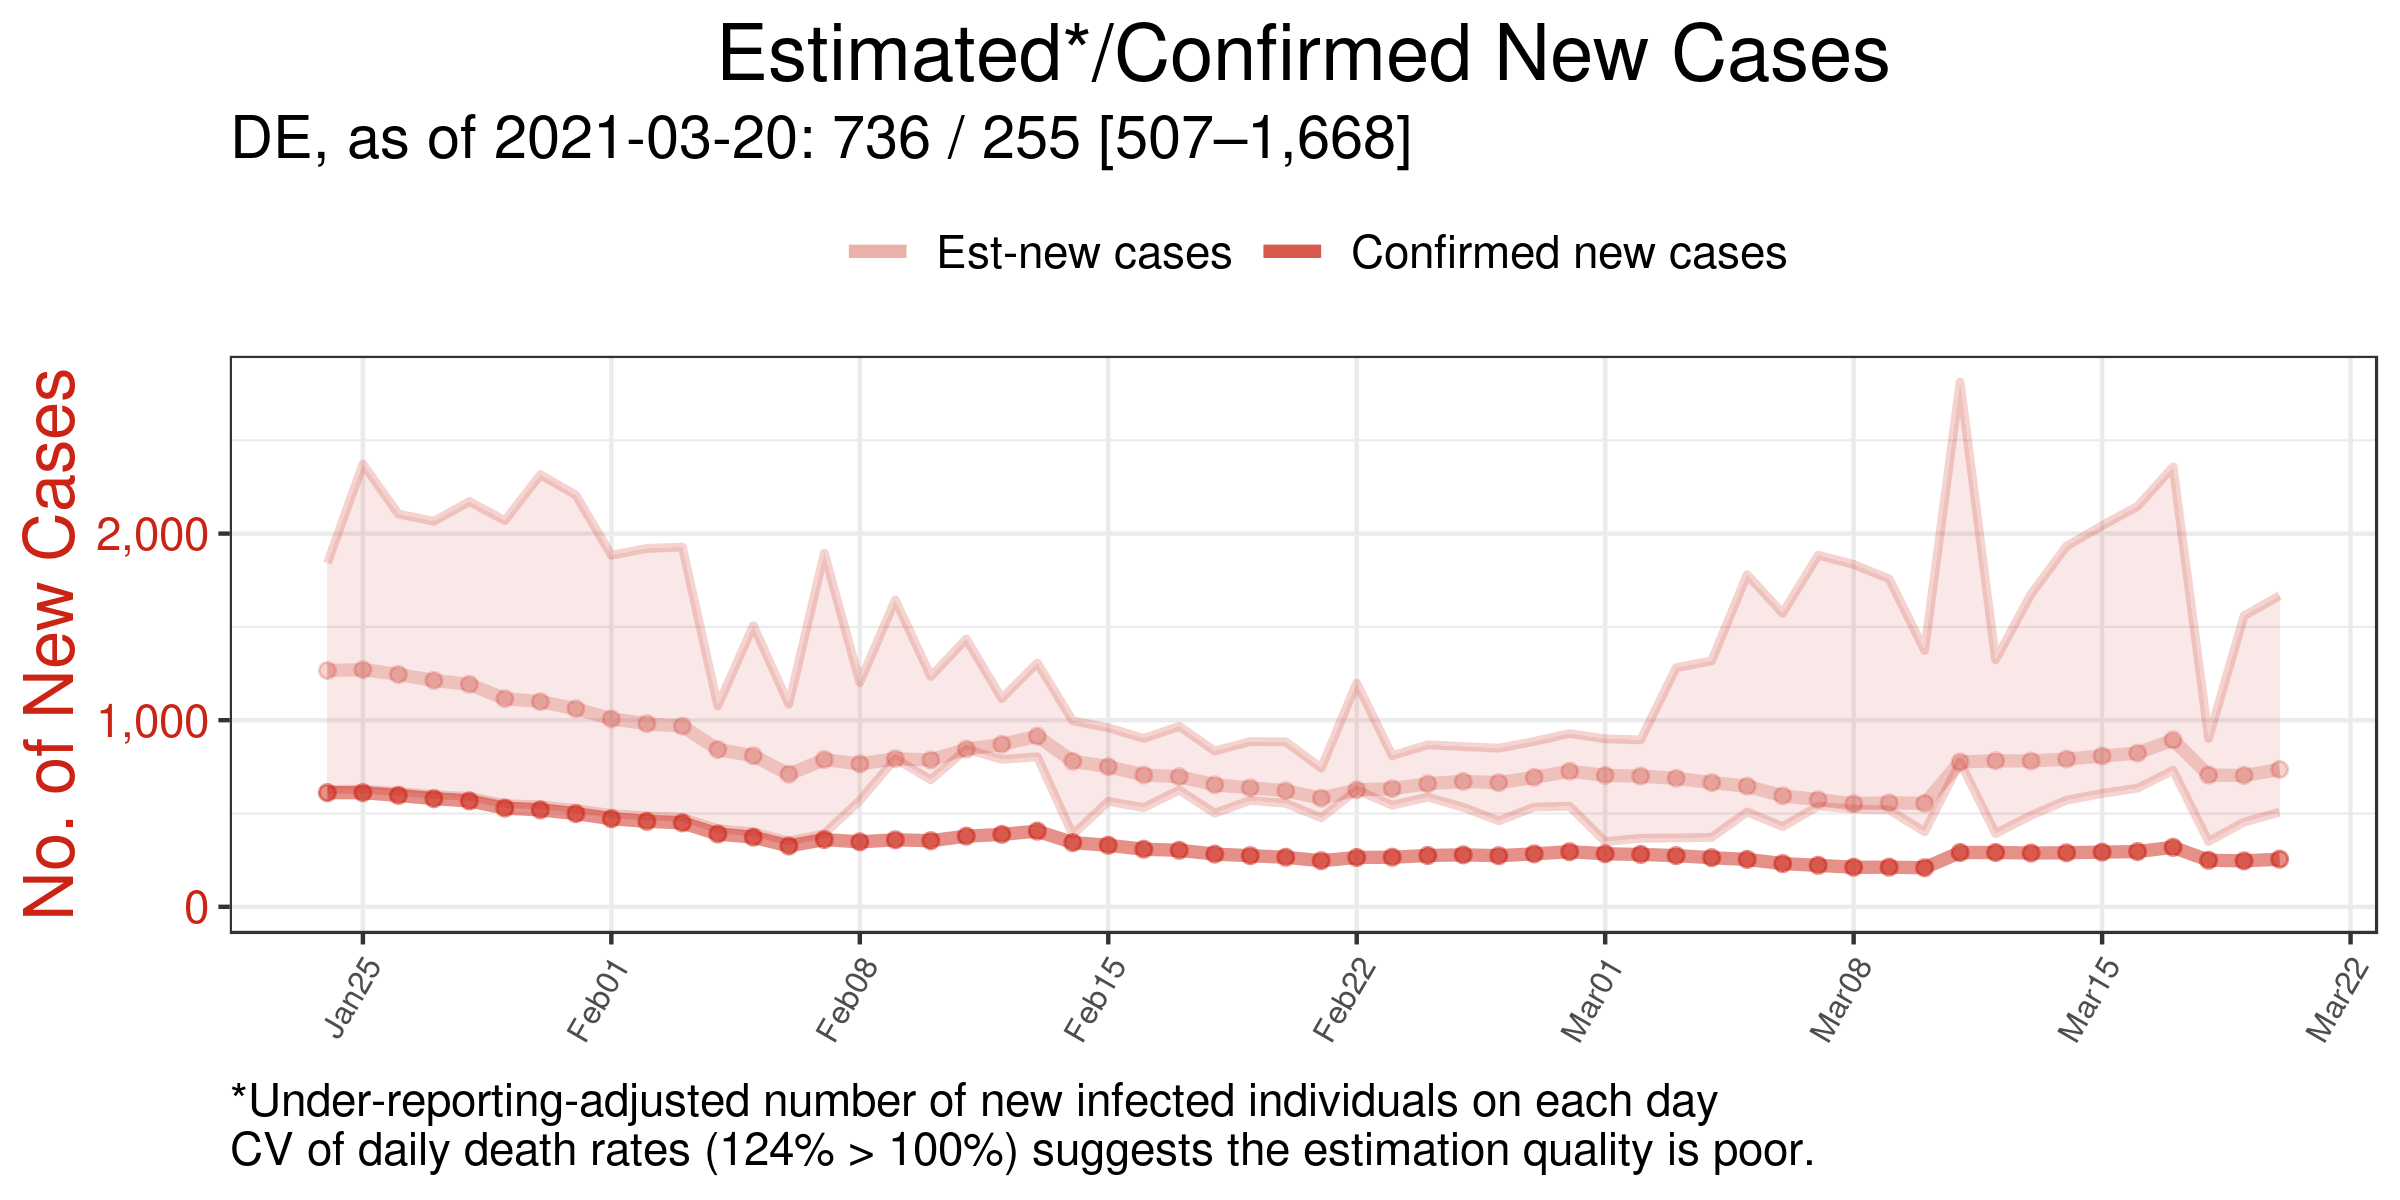 Estimated*/Confirmed New Cases
DE, as of 2021-03-20: 736 / 255 [507–1,668]
Est-new cases
Confirmed new cases
No. of New Cases
2,000
1,000
0
Jan25
Feb01
Feb08
Feb15
Feb22
Mar01
Mar08
Mar15
Mar22
*Under-reporting-adjusted number of new infected individuals on each day
CV of daily death rates (124% > 100%) suggests the estimation quality is poor.